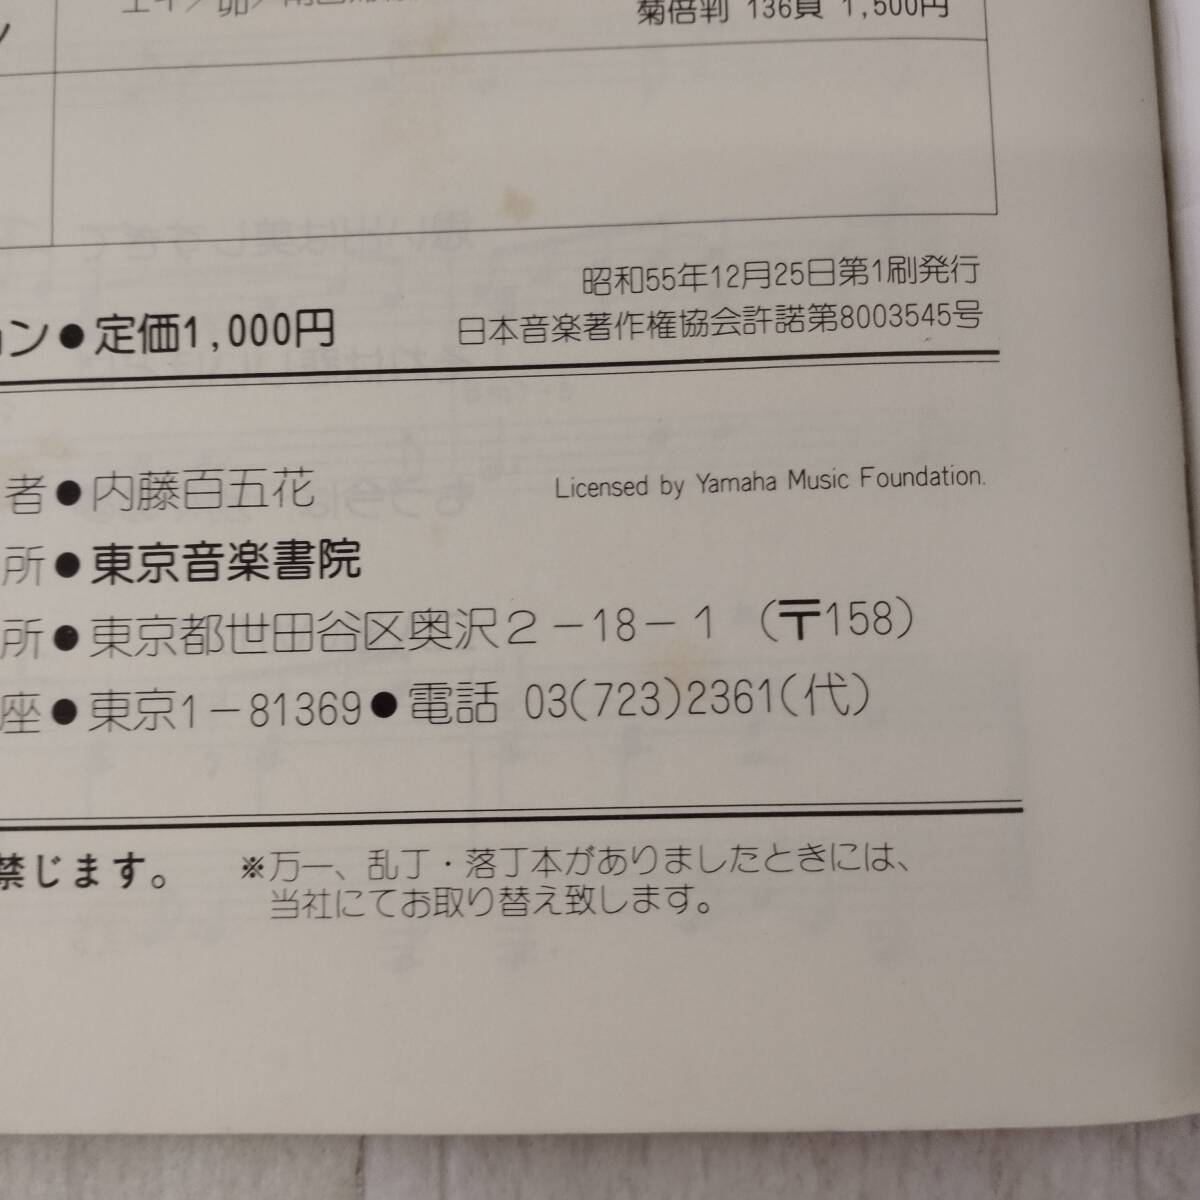 菊倍判 136頁 1,500円
昭和55年12月25日第1刷発行
ョン●定価1,000円
日本音楽著作権協会許諾第8003545号
者●内藤百五花
Licensed by Yamaha Music Foundation.
所●東京音楽書院
所●東京都世田谷区奥沢2-18-1 (〒158)
座●東京1-81369●電話 03(723)2361(代)
禁じます。
※万一、乱丁・落丁本がありましたときには、
当社にてお取り替え致します。